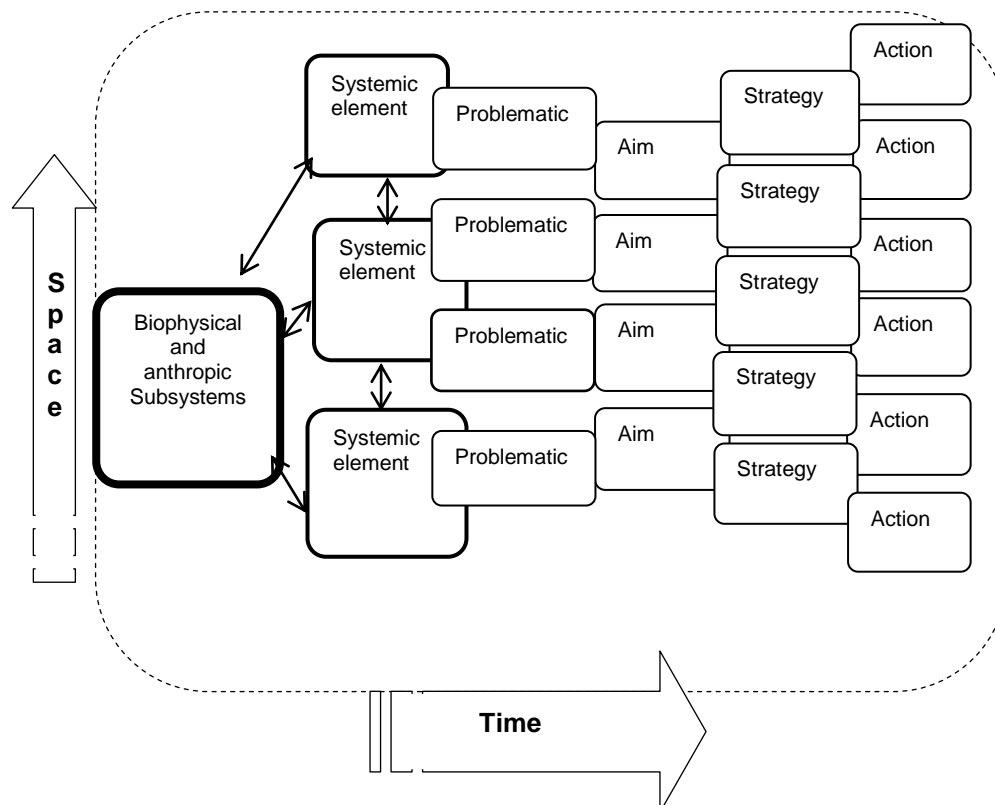 Space
Biophysical
and
anthropic
Subsystems
Systemic
element
Systemic
element
Systemic
element
Problematic
Problematic
Problematic
Problematic
Aim
Aim
Aim
Aim
Strategy
Strategy
Strategy
Strategy
Strategy
Action
Action
Action
Action
Action
Action
Time